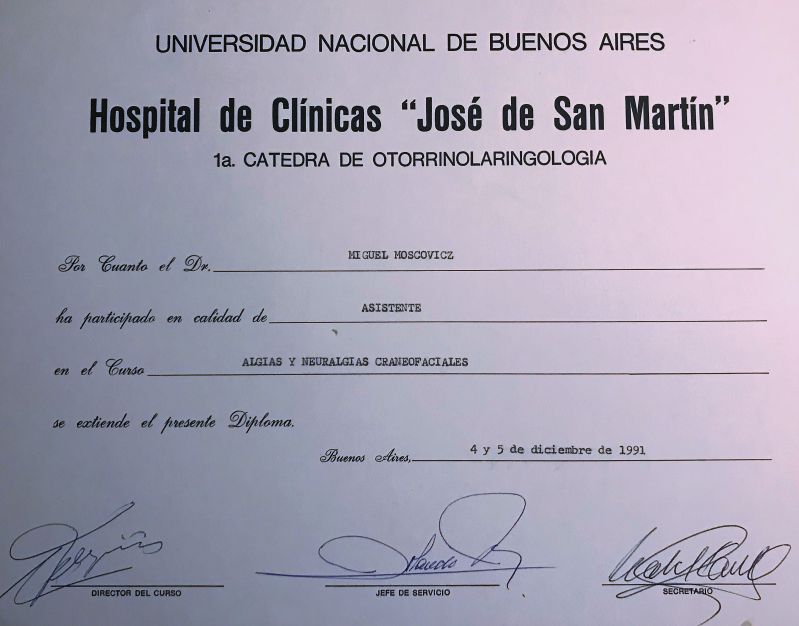 UNIVERSIDAD NACIONAL DE BUENOS AIRES
Hospital de Clínicas “José de San Martín”
1a. CATEDRA DE OTORRINOLARINGOLOGIA
Por Cuanto el Dr. MIGUEL MOSCOVICZ
ha participado en calidad de ASISTENTE
en el Curso ALGIAS Y NEURALGIAS CRANEOFACIALES
se extiende el presente Diploma.
Buenos Aires, 4 y 5 de diciembre de 1991
DIRECTOR DEL CURSO JEFE DE SERVICIO SECRETARIO